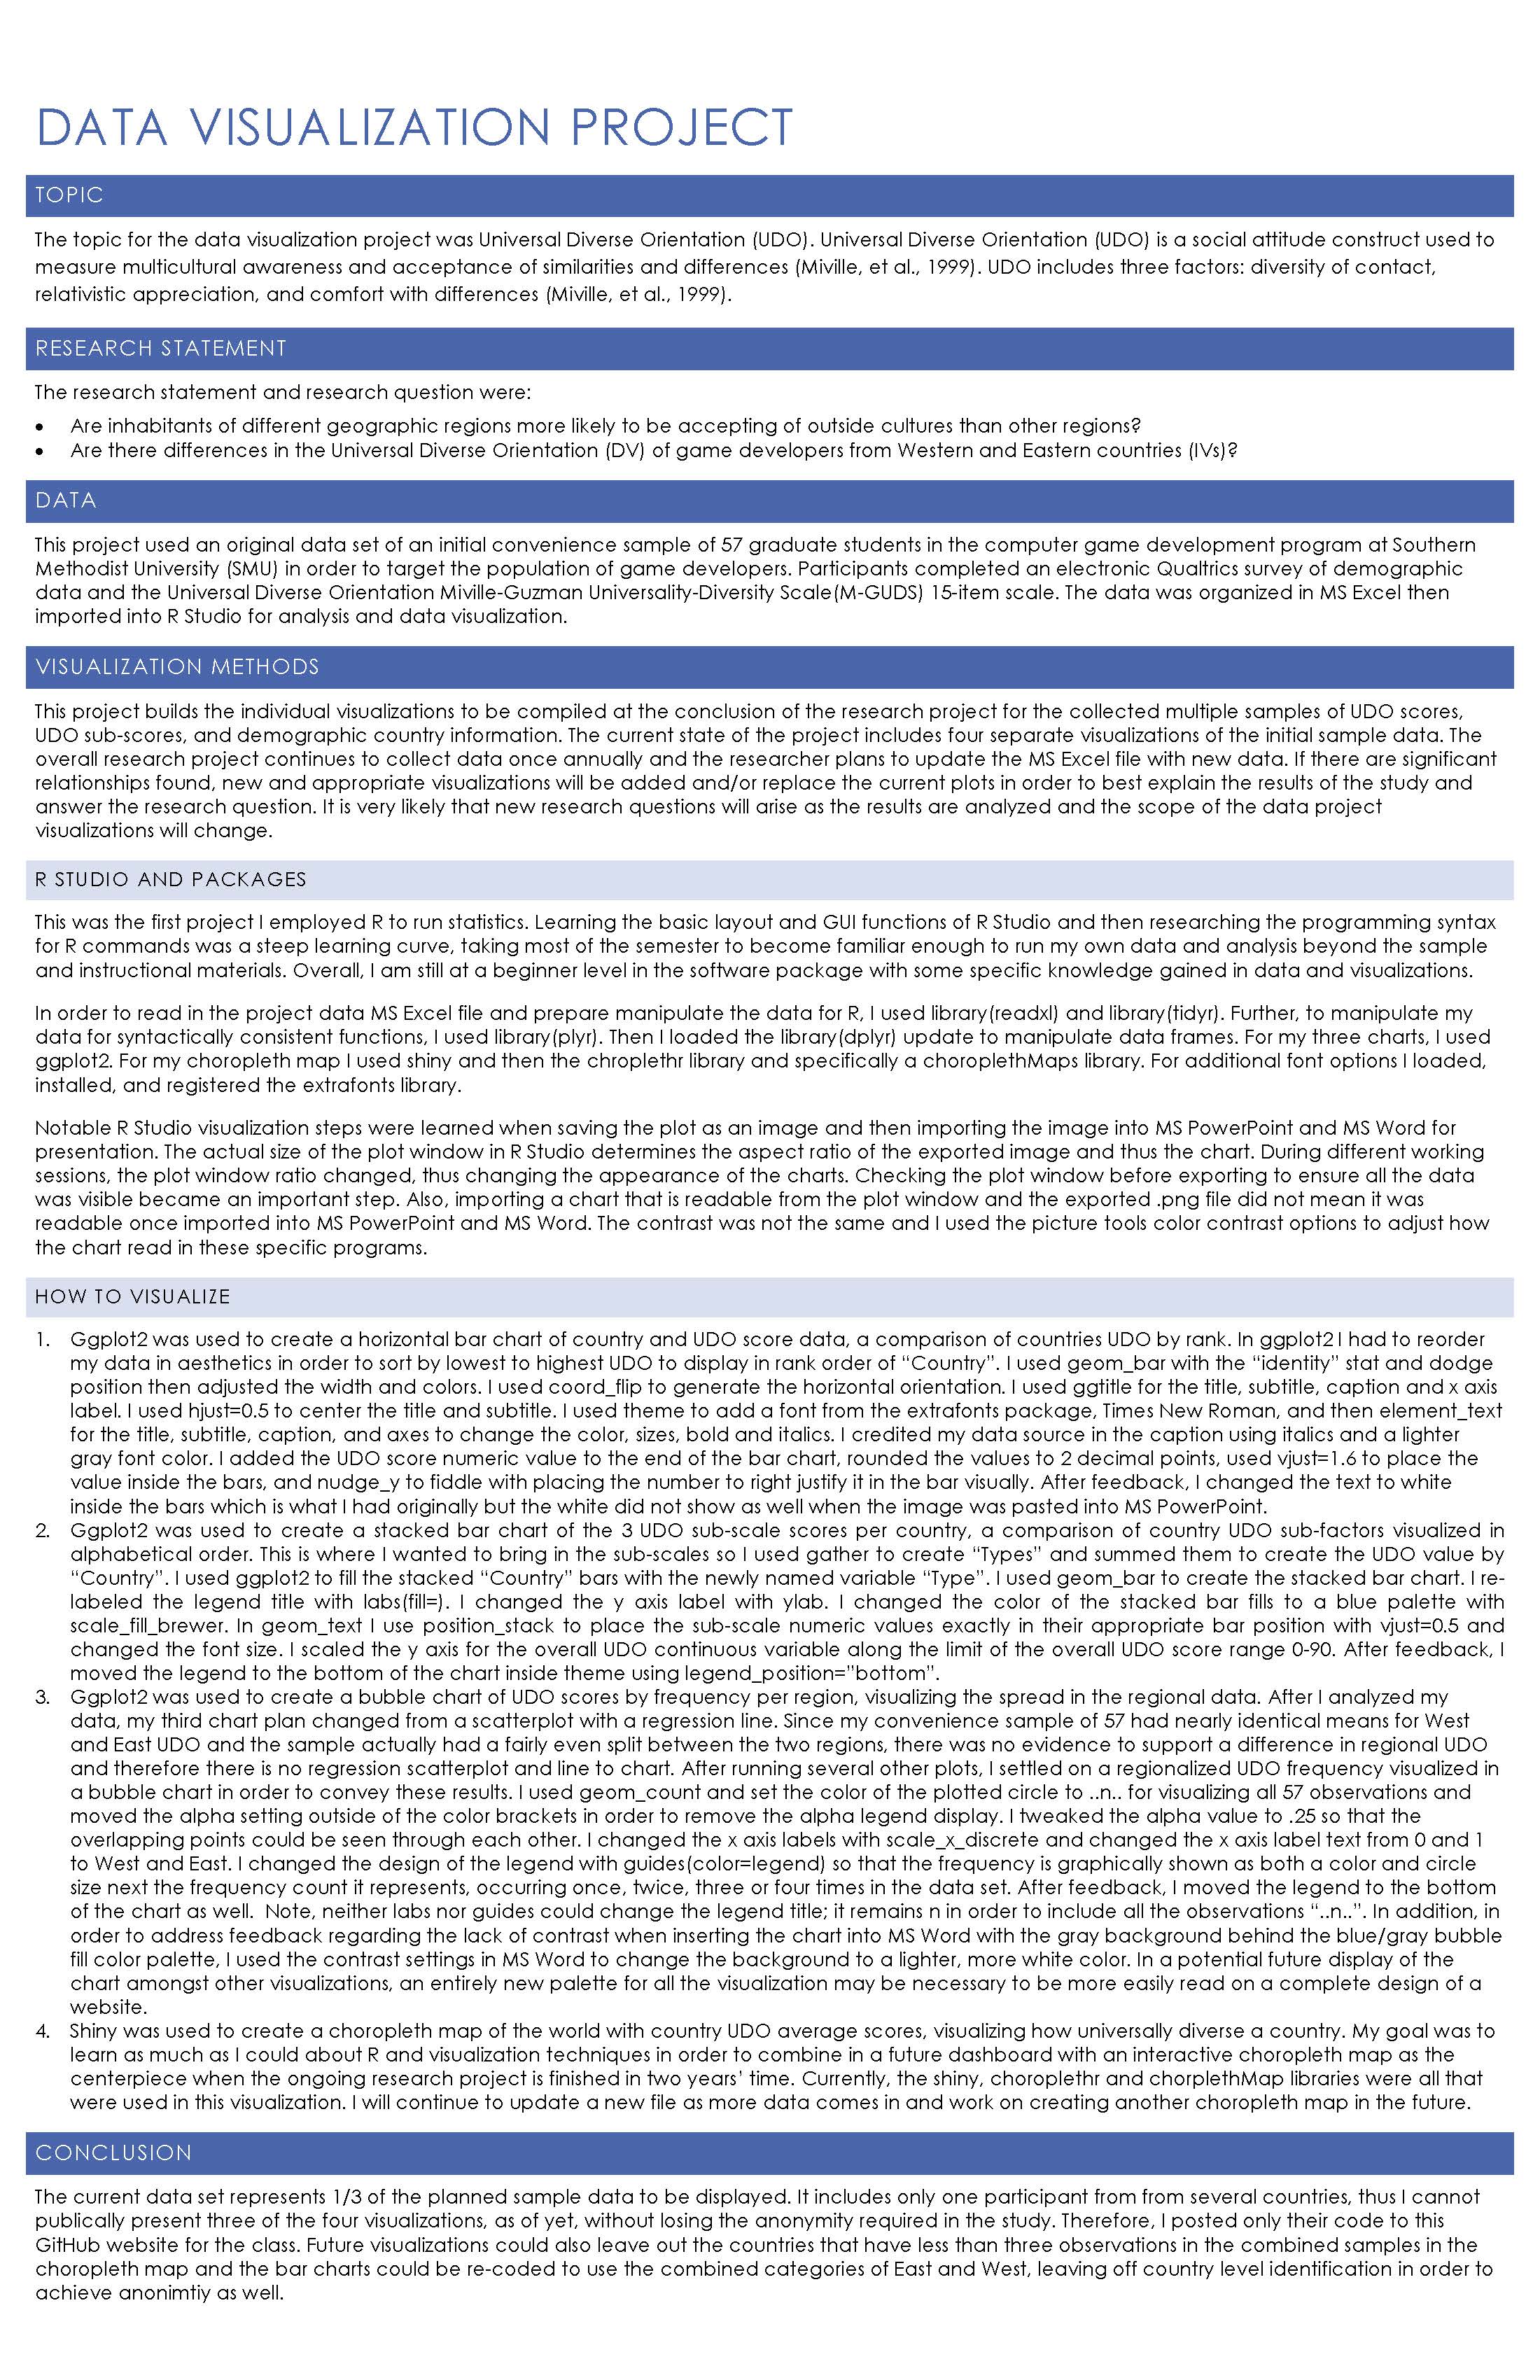 DATA VISUALIZATION PROJECT
TOPIC
The topic for the data visualization project was Universal Diverse Orientation (UDO). Universal Diverse Orientation (UDO) is a social attitude construct used to
measure multicultural awareness and acceptance of similarities and differences (Miville, et al., 1999). UDO includes three factors: diversity of contact,
relativistic appreciation, and comfort with differences (Miville, et al., 1999).
RESEARCH STATEMENT
The research statement and research question were:
• Are inhabitants of different geographic regions more likely to be accepting of outside cultures than other regions?
• Are there differences in the Universal Diverse Orientation (DV) of game developers from Western and Eastern countries (IVs)?
DATA
This project used an original data set of an initial convenience sample of 57 graduate students in the computer game development program at Southern
Methodist University (SMU) in order to target the population of game developers. Participants completed an electronic Qualtrics survey of demographic
data and the Universal Diverse Orientation Miville-Guzman Universality-Diversity Scale(M-GUDS) 15-item scale. The data was organized in MS Excel then
imported into R Studio for analysis and data visualization.
VISUALIZATION METHODS
This project builds the individual visualizations to be compiled at the conclusion of the research project for the collected multiple samples of UDO scores,
UDO sub-scores, and demographic country information. The current state of the project includes four separate visualizations of the initial sample data. The
overall research project continues to collect data once annually and the researcher plans to update the MS Excel file with new data. If there are significant
relationships found, new and appropriate visualizations will be added and/or replace the current plots in order to best explain the results of the study and
answer the research question. It is very likely that new research questions will arise as the results are analyzed and the scope of the data project
visualizations will change.
R STUDIO AND PACKAGES
This was the first project I employed R to run statistics. Learning the basic layout and GUI functions of R Studio and then researching the programming syntax
for R commands was a steep learning curve, taking most of the semester to become familiar enough to run my own data and analysis beyond the sample
and instructional materials. Overall, I am still at a beginner level in the software package with some specific knowledge gained in data and visualizations.
In order to read in the project data MS Excel file and prepare manipulate the data for R, I used library(readxl) and library(tidyr). Further, to manipulate my
data for syntactically consistent functions, I used library(plyr). Then I loaded the library(dplyr) update to manipulate data frames. For my three charts, I used
ggplot2. For my choropleth map I used shiny and then the chroplethr library and specifically a choroplethMaps library. For additional font options I loaded,
installed, and registered the extrafonts library.
Notable R Studio visualization steps were learned when saving the plot as an image and then importing the image into MS PowerPoint and MS Word for
presentation. The actual size of the plot window in R Studio determines the aspect ratio of the exported image and thus the chart. During different working
sessions, the plot window ratio changed, thus changing the appearance of the charts. Checking the plot window before exporting to ensure all the data
was visible became an important step. Also, importing a chart that is readable from the plot window and the exported .png file did not mean it was
readable once imported into MS PowerPoint and MS Word. The contrast was not the same and I used the picture tools color contrast options to adjust how
the chart read in these specific programs.
HOW TO VISUALIZE
1. Ggplot2 was used to create a horizontal bar chart of country and UDO score data, a comparison of countries UDO by rank. In ggplot2 I had to reorder
my data in aesthetics in order to sort by lowest to highest UDO to display in rank order of “Country”. I used geom_bar with the “identity” stat and dodge
position then adjusted the width and colors. I used coord_flip to generate the horizontal orientation. I used ggtitle for the title, subtitle, caption and x axis
label. I used hjust=0.5 to center the title and subtitle. I used theme to add a font from the extrafonts package, Times New Roman, and then element_text
for the title, subtitle, caption, and axes to change the color, sizes, bold and italics. I credited my data source in the caption using italics and a lighter
gray font color. I added the UDO score numeric value to the end of the bar chart, rounded the values to 2 decimal points, used vjust=1.6 to place the
value inside the bars, and nudge_y to fiddle with placing the number to right justify it in the bar visually. After feedback, I changed the text to white
inside the bars which is what I had originally but the white did not show as well when the image was pasted into MS PowerPoint.
2. Ggplot2 was used to create a stacked bar chart of the 3 UDO sub-scale scores per country, a comparison of country UDO sub-factors visualized in
alphabetical order. This is where I wanted to bring in the sub-scales so I used gather to create “Types” and summed them to create the UDO value by
“Country”. I used ggplot2 to fill the stacked “Country” bars with the newly named variable “Type”. I used geom_bar to create the stacked bar chart. I re-
labeled the legend title with labs(fill=). I changed the y axis label with ylab. I changed the color of the stacked bar fills to a blue palette with
scale_fill_brewer. In geom_text I use position_stack to place the sub-scale numeric values exactly in their appropriate bar position with vjust=0.5 and
changed the font size. I scaled the y axis for the overall UDO continuous variable along the limit of the overall UDO score range 0-90. After feedback, I
moved the legend to the bottom of the chart inside theme using legend_position=”bottom”.
3. Ggplot2 was used to create a bubble chart of UDO scores by frequency per region, visualizing the spread in the regional data. After I analyzed my
data, my third chart plan changed from a scatterplot with a regression line. Since my convenience sample of 57 had nearly identical means for West
and East UDO and the sample actually had a fairly even split between the two regions, there was no evidence to support a difference in regional UDO
and therefore there is no regression scatterplot and line to chart. After running several other plots, I settled on a regionalized UDO frequency visualized in
a bubble chart in order to convey these results. I used geom_count and set the color of the plotted circle to ..n.. for visualizing all 57 observations and
moved the alpha setting outside of the color brackets in order to remove the alpha legend display. I tweaked the alpha value to .25 so that the
overlapping points could be seen through each other. I changed the x axis labels with scale_x_discrete and changed the x axis label text from 0 and 1
to West and East. I changed the design of the legend with guides(color=legend) so that the frequency is graphically shown as both a color and circle
size next the frequency count it represents, occurring once, twice, three or four times in the data set. After feedback, I moved the legend to the bottom
of the chart as well. Note, neither labs nor guides could change the legend title; it remains n in order to include all the observations “..n..”. In addition, in
order to address feedback regarding the lack of contrast when inserting the chart into MS Word with the gray background behind the blue/gray bubble
fill color palette, I used the contrast settings in MS Word to change the background to a lighter, more white color. In a potential future display of the
chart amongst other visualizations, an entirely new palette for all the visualization may be necessary to be more easily read on a complete design of a
website.
4. Shiny was used to create a choropleth map of the world with country UDO average scores, visualizing how universally diverse a country. My goal was to
learn as much as I could about R and visualization techniques in order to combine in a future dashboard with an interactive choropleth map as the
centerpiece when the ongoing research project is finished in two years’ time. Currently, the shiny, choroplethr and chorplethMap libraries were all that
were used in this visualization. I will continue to update a new file as more data comes in and work on creating another choropleth map in the future.
CONCLUSION
The current data set represents 1/3 of the planned sample data to be displayed. It includes only one participant from from several countries, thus I cannot
publically present three of the four visualizations, as of yet, without losing the anonymity required in the study. Therefore, I posted only their code to this
GitHub website for the class. Future visualizations could also leave out the countries that have less than three observations in the combined samples in the
choropleth map and the bar charts could be re-coded to use the combined categories of East and West, leaving off country level identification in order to
achieve anonimtiy as well.